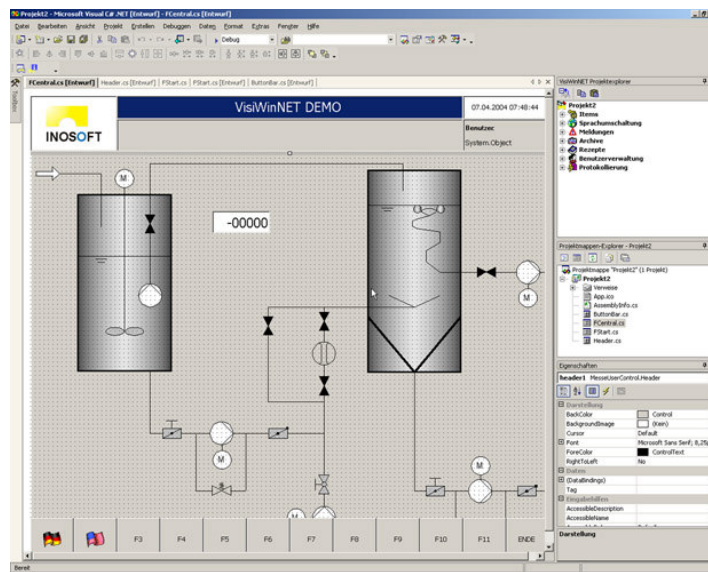 Projekt2 - Microsoft Visual C# .NET [Entwurf] - FCentral.cs [Entwurf]
Datei Bearbeiten Ansicht Projekt Erstellen Debuggen Daten Format Extras Fenster Hilfe
Debug
FCentral.cs [Entwurf] Header.cs [Entwurf] FStart.cs FStart.cs [Entwurf] ButtonBar.cs [Entwurf]
Toolbox
INOSOFT
VisiWinNET DEMO
07.04.2004 07:48:44
Benutzer
System.Object
M
-00000
M
M
M
M
F3 F4 F5 F6 F7 F8 F9 F10 F11 ENDE
VisiWinNET Projektexplorer
Projekt2
Items
Sprachumschaltung
Meldungen
Archive
Rezepte
Benutzerverwaltung
Protokollierung
Projektmappen-Explorer - Projekt2
Projektmappe "Projekt2" (1 Projekt)
Projekt2
Verweise
App.ico
AssemblyInfo.cs
ButtonBar.cs
FCentral.cs
FStart.cs
Header.cs
Eigenschaften
header1 MesseUserControl.Header
Darstellung
BackColor Control
BackgroundImage (Kein)
Cursor Default
Font Microsoft Sans Serif; 8,25p
ForeColor ControlText
RightToLeft No
Daten
(DataBindings)
Tag
Eingabehilfen
AccessibleDescription
AccessibleName
Darstellung
Bereit